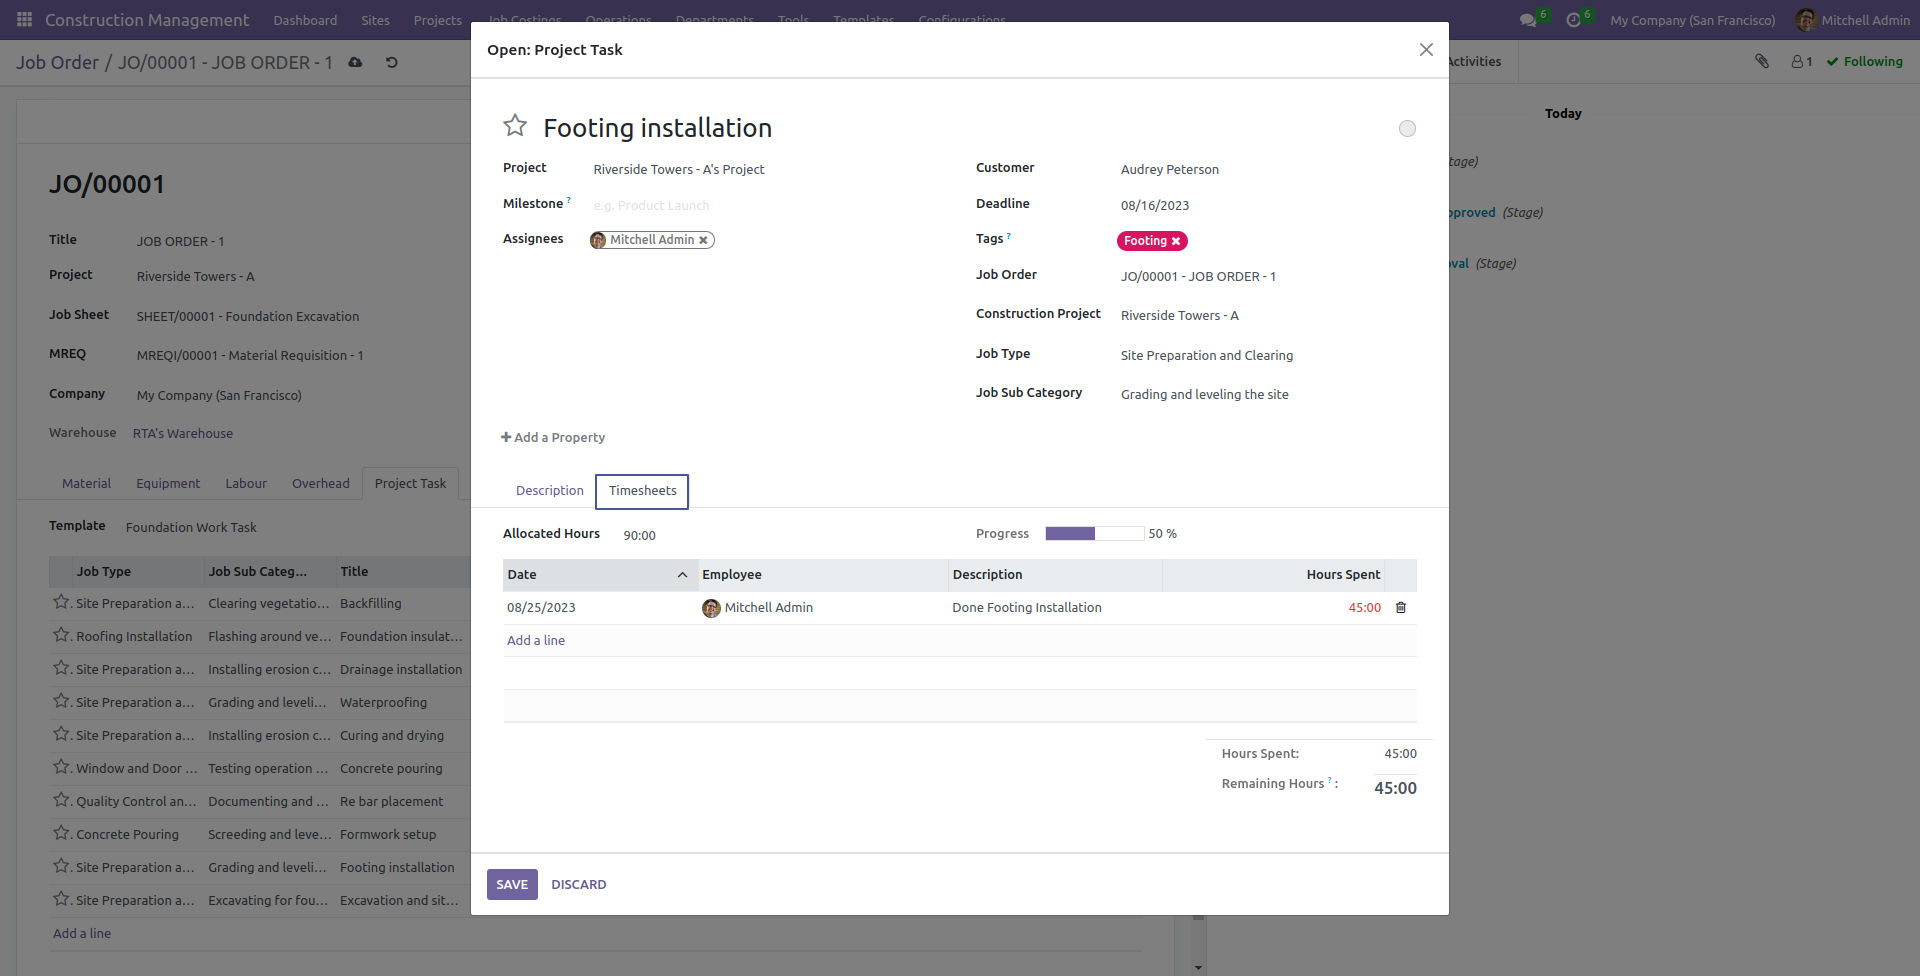 Construction Management Dashboard Sites Projects Job Costings Operations Departments Tools Templates Configurations 6 6 My Company (San Francisco) Mitchell Admin
Job Order / JO/00001 - JOB ORDER - 1
Activities 1 Following
JO/00001
Title JOB ORDER - 1
Project Riverside Towers - A
Job Sheet SHEET/00001 - Foundation Excavation
MREQ MREQI/00001 - Material Requisition - 1
Company My Company (San Francisco)
Warehouse RTA's Warehouse
Material Equipment Labour Overhead Project Task
Template Foundation Work Task
Job Type Job Sub Categ... Title
Site Preparation a... Clearing vegetatio... Backfilling
Roofing Installation Flashing around ve... Foundation insulat...
Site Preparation a... Installing erosion c... Drainage installation
Site Preparation a... Grading and leveli... Waterproofing
Site Preparation a... Installing erosion c... Curing and drying
Window and Door ... Testing operation ... Concrete pouring
Quality Control an... Documenting and ... Re bar placement
Concrete Pouring Screeding and leve... Formwork setup
Site Preparation a... Grading and leveli... Footing installation
Site Preparation a... Excavating for fou... Excavation and sit...
Add a line
Open: Project Task
Footing installation
Project Riverside Towers - A's Project
Milestone ? e.g. Product Launch
Assignees Mitchell Admin
Customer Audrey Peterson
Deadline 08/16/2023
Tags ? Footing
Job Order JO/00001 - JOB ORDER - 1
Construction Project Riverside Towers - A
Job Type Site Preparation and Clearing
Job Sub Category Grading and leveling the site
Add a Property
Description Timesheets
Allocated Hours 90:00 Progress 50 %
Date Employee Description Hours Spent
08/25/2023 Mitchell Admin Done Footing Installation 45:00
Add a line
Hours Spent: 45:00
Remaining Hours ? : 45:00
SAVE DISCARD
Today
(Stage)
(Stage)